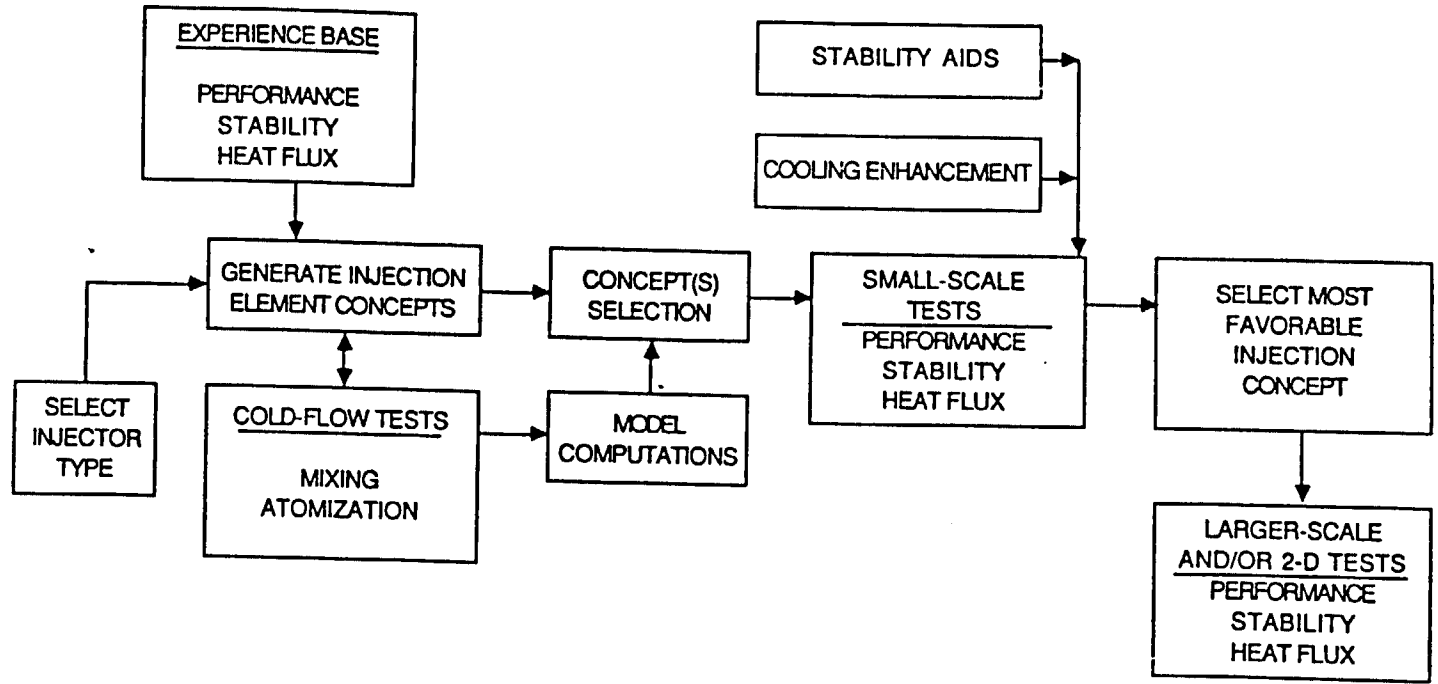 EXPERIENCE BASE
PERFORMANCE
STABILITY
HEAT FLUX
STABILITY AIDS
COOLING ENHANCEMENT
GENERATE INJECTION
ELEMENT CONCEPTS
CONCEPT(S)
SELECTION
SMALL-SCALE
TESTS
PERFORMANCE
STABILITY
HEAT FLUX
SELECT MOST
FAVORABLE
INJECTION
CONCEPT
SELECT
INJECTOR
TYPE
COLD-FLOW TESTS
MIXING
ATOMIZATION
MODEL
COMPUTATIONS
LARGER-SCALE
AND/OR 2-D TESTS
PERFORMANCE
STABILITY
HEAT FLUX